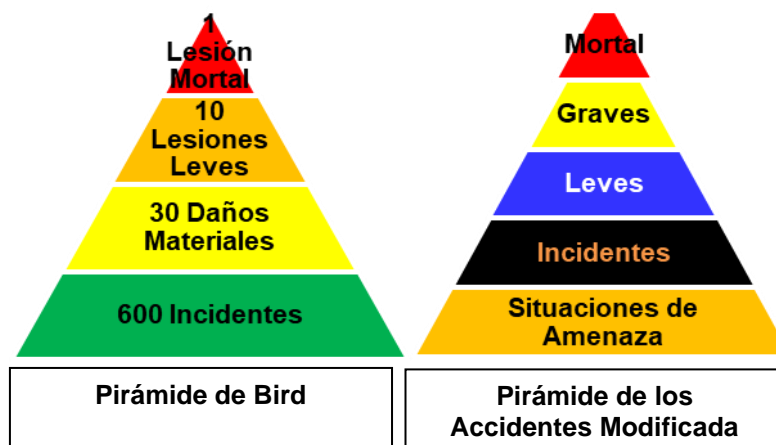 1
Lesión
Mortal
10
Lesiones
Leves
30 Daños
Materiales
600 Incidentes
Pirámide de Bird
Mortal
Graves
Leves
Incidentes
Situaciones de
Amenaza
Pirámide de los
Accidentes Modificada